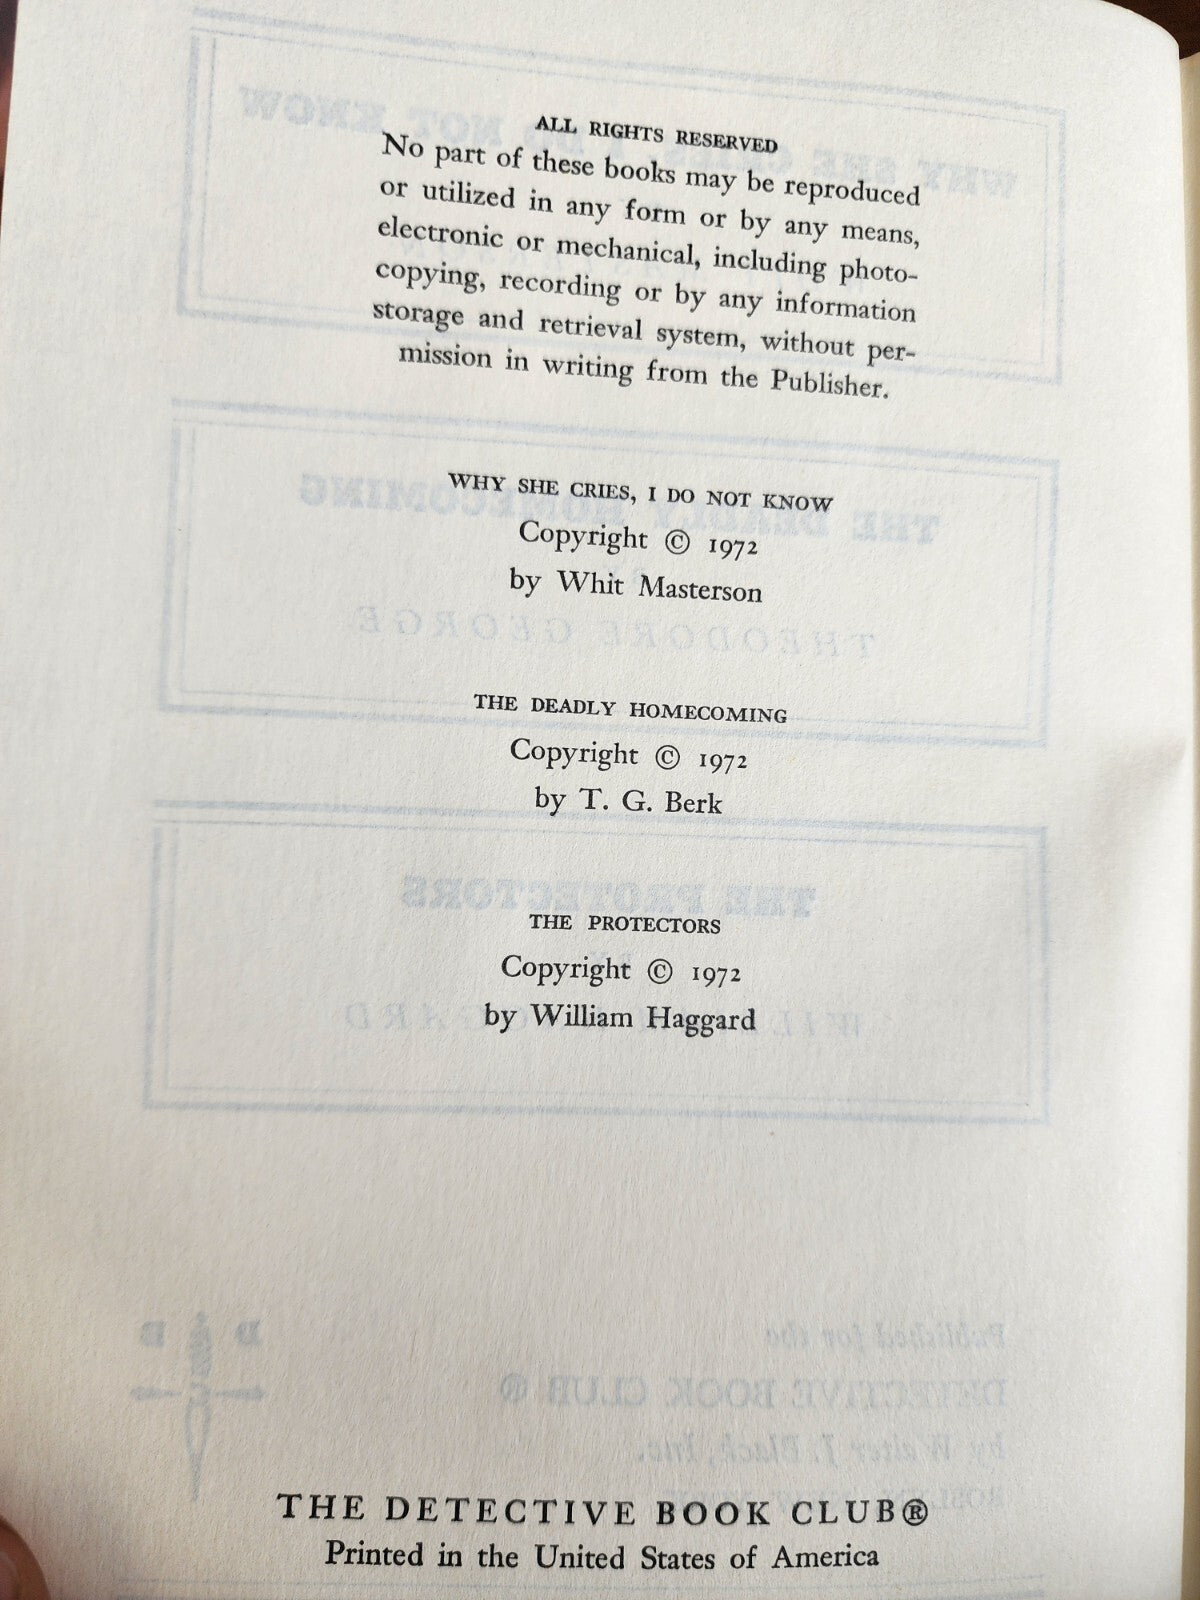 ALL RIGHTS RESERVED
No part of these books may be reproduced
or utilized in any form or by any means,
electronic or mechanical, including photo-
copying, recording or by any information
storage and retrieval system, without per-
mission in writing from the Publisher.
WHY SHE CRIES, I DO NOT KNOW
Copyright © 1972
by Whit Masterson
THE DEADLY HOMECOMING
Copyright © 1972
by T. G. Berk
THE PROTECTORS
Copyright © 1972
by William Haggard
THE DETECTIVE BOOK CLUB®
Printed in the United States of America